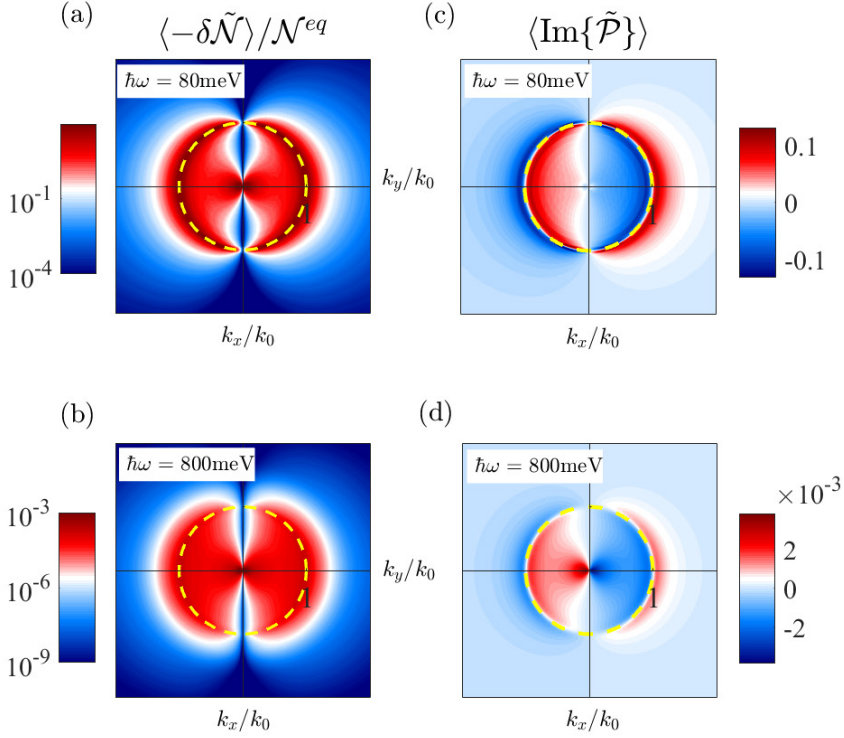 (a)
⟨−δÑ⟩/N^{eq}
(c)
⟨Im{P̃}⟩
ħω = 80meV
ħω = 80meV
10^{-1}
10^{-4}
1
k_y/k_0
1
0.1
0
-0.1
k_x/k_0
k_x/k_0
(b)
(d)
ħω = 800meV
ħω = 800meV
×10^{-3}
10^{-3}
10^{-6}
10^{-9}
1
k_y/k_0
1
2
0
-2
k_x/k_0
k_x/k_0